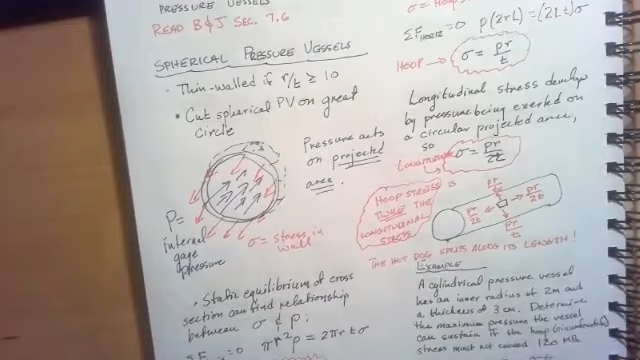 PRESSURE VESSELS
READ B & J SEC. 7.6
SPHERICAL PRESSURE VESSELS
• Thin-walled if r/t ≥ 10
• Cut spherical PV on great
circle
Pressure acts
on projected
area.
P=
internal
gage
pressure
σ = stress in
wall
• Static equilibrium of cross
section can find relationship
between σ & p:
=0 πR²p = 2πrtσ
σ = Hoop
ΣF HORIZ =0 p(2rL) = (2Lt)σ
HOOP → σ = pr/t
Longitudinal stress develops
by pressure being exerted on
a circular projected area,
so
σ = pr/2t
HOOP STRESS IS
TWICE THE
LONGITUDINAL
STRESS
pr/t
pr/2t
pr/2t
pr/t
THE HOT DOG SPLITS ALONG ITS LENGTH!
EXAMPLE
A cylindrical pressure vessel
has an inner radius of 2m and
a thickness of 3 cm. Determine
the maximum pressure the vessel
can sustain if the hoop
stress must not exceed 120 MPa